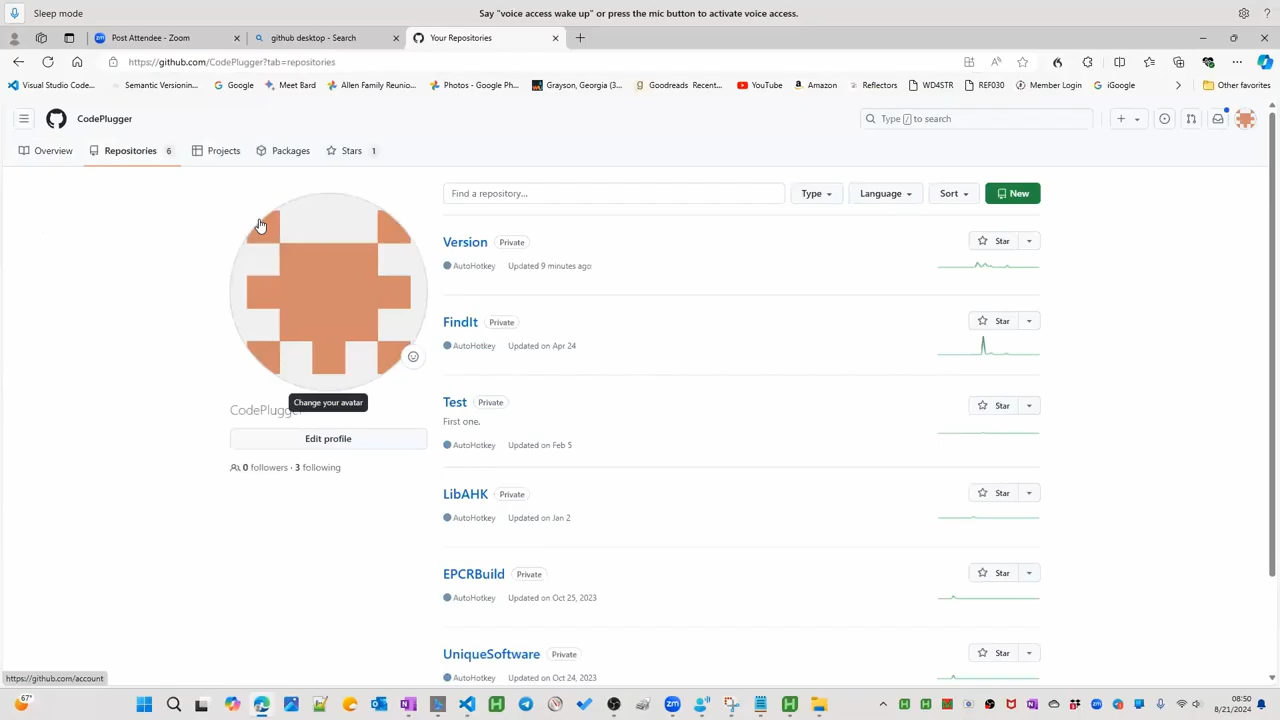 Sleep mode
Say "voice access wake up" or press the mic button to activate voice access.
Post Attendee - Zoom
github desktop - Search
Your Repositories
https://github.com/CodePlugger?tab=repositories
Visual Studio Code...
Semantic Versionin...
Google
Meet Bard
Allen Family Reunio...
Photos - Google Ph...
Grayson, Georgia (3...
Goodreads Recent...
YouTube
Amazon
Reflectors
WD4STR
REF030
Member Login
iGoogle
Other favorites
CodePlugger
Type / to search
Overview
Repositories 6
Projects
Packages
Stars 1
Find a repository...
Type
Language
Sort
New
Version Private
Star
AutoHotkey Updated 9 minutes ago
FindIt Private
Star
AutoHotkey Updated on Apr 24
Change your avatar
CodePlugger
Edit profile
0 followers · 3 following
Test Private
Star
First one.
AutoHotkey Updated on Feb 5
LibAHK Private
Star
AutoHotkey Updated on Jan 2
EPCRBuild Private
Star
AutoHotkey Updated on Oct 25, 2023
UniqueSoftware Private
Star
AutoHotkey Updated on Oct 24, 2023
https://github.com/account
67°
08:50
8/21/2024